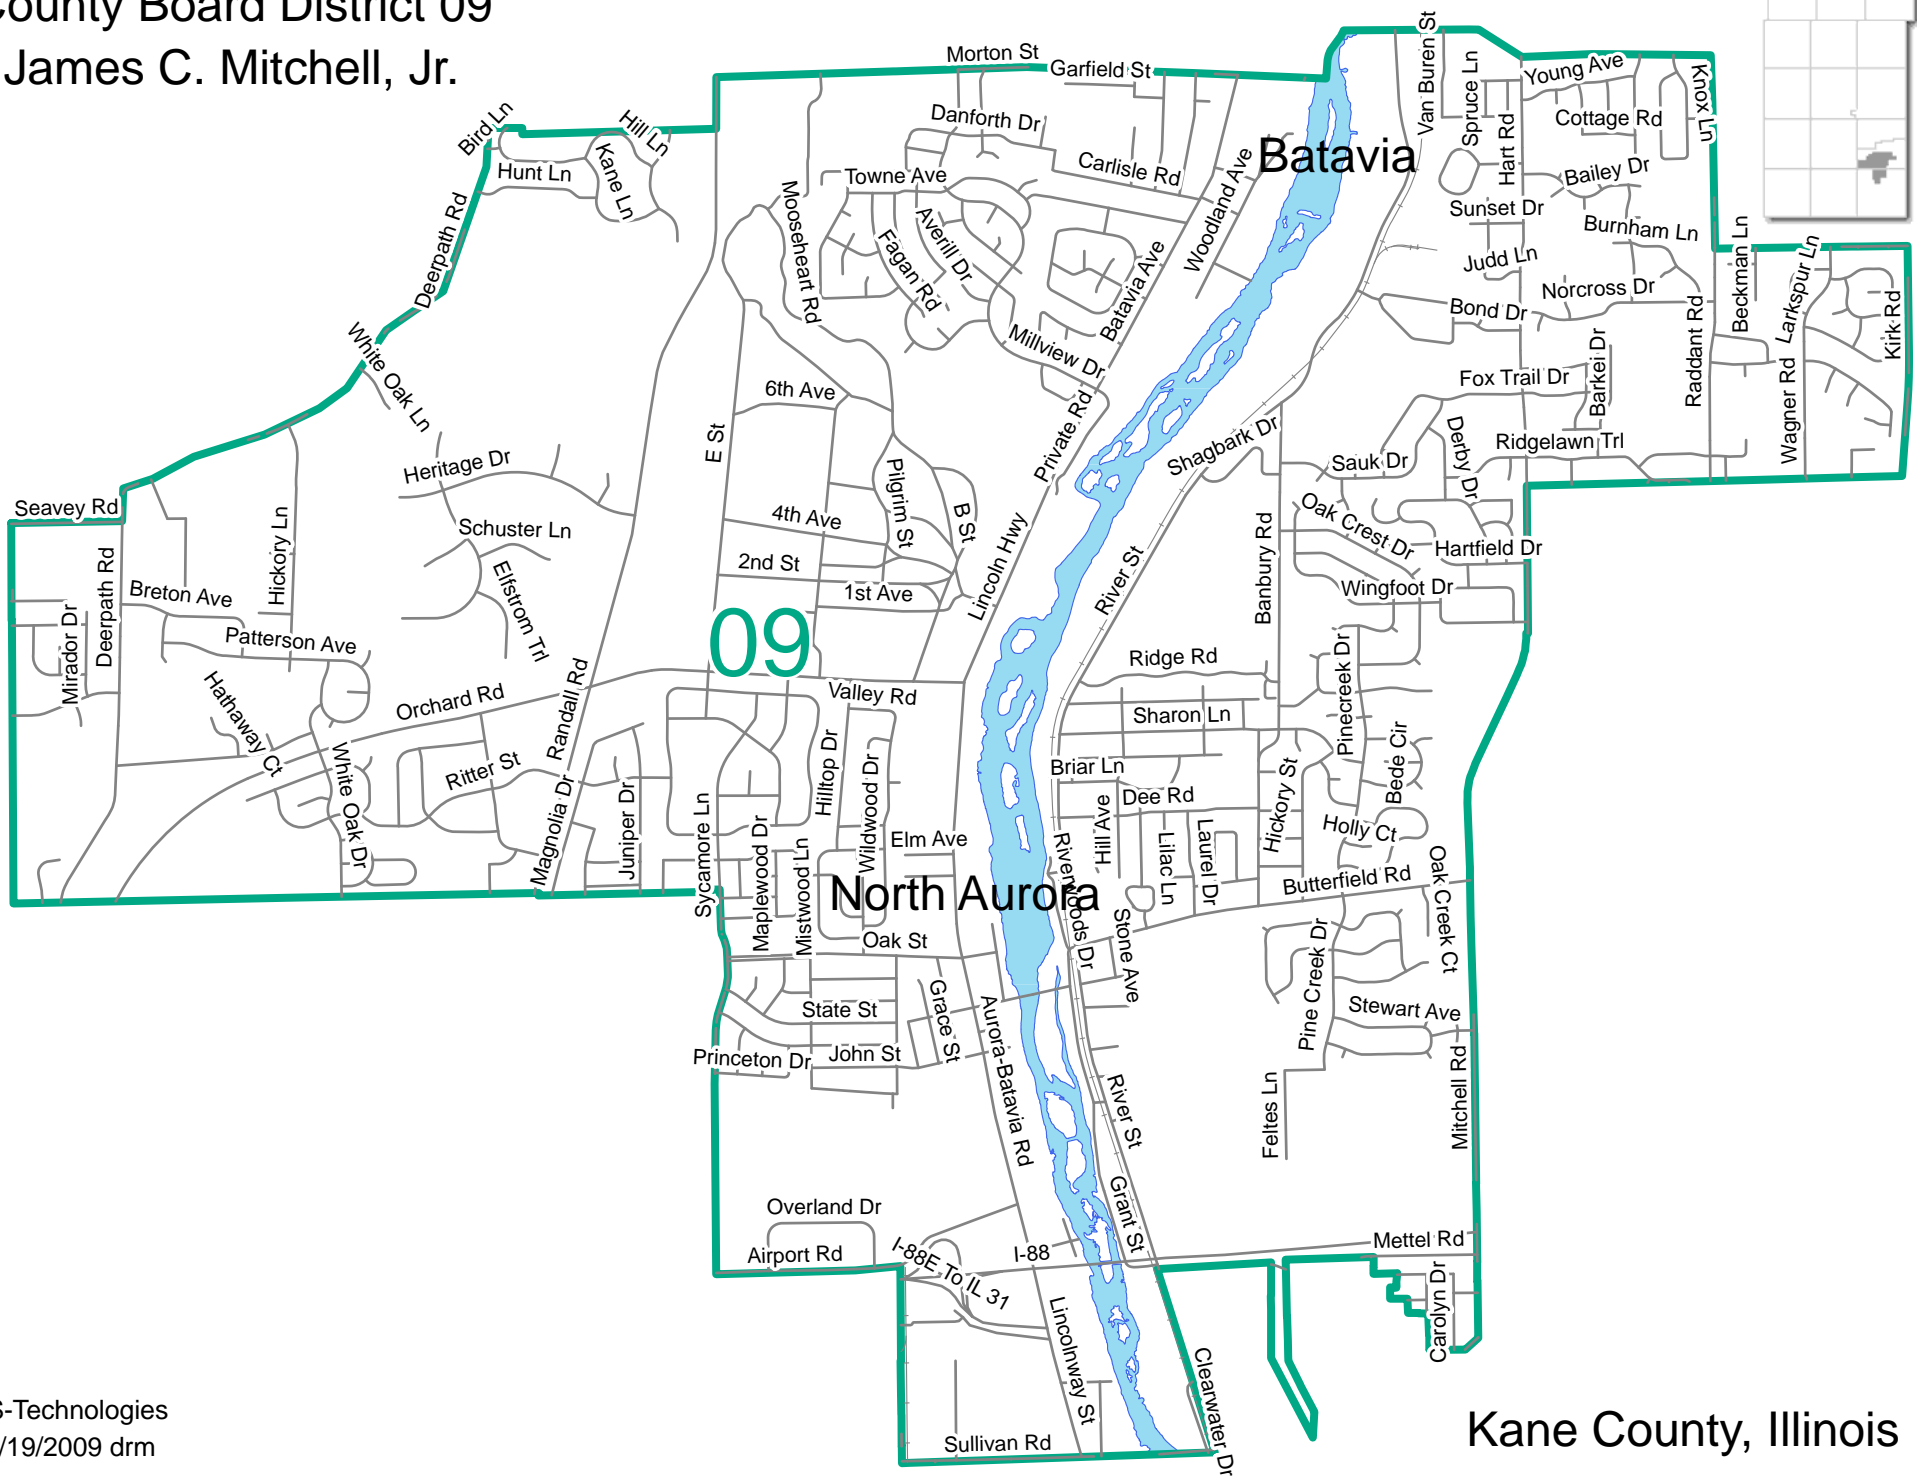 County Board District 09
James C. Mitchell, Jr.
Morton St
Garfield St
Van Buren St
Spruce Ln
Young Ave
Knox Ln
Bird Ln
Hill Ln
Danforth Dr
Hart Rd
Cottage Rd
Kane Ln
Hunt Ln
Batavia
Carlisle Rd
Towne Ave
Woodland Ave
Bailey Dr
Mooseheart Rd
Averill Dr
Fagan Rd
Sunset Dr
Burnham Ln
Deerpath Rd
Batavia Ave
Judd Ln
Beckman Ln
Larkspur Ln
Norcross Dr
Bond Dr
Kirk Rd
White Oak Ln
Millview Dr
Barkei Dr
Raddant Rd
Fox Trail Dr
Wagner Rd
6th Ave
E St
Private Rd
Shagbark Dr
Derby Dr
Ridgelawn Trl
Heritage Dr
Sauk Dr
Pilgrim St
B St
Seavey Rd
4th Ave
Oak Crest Dr
Schuster Ln
Hickory Ln
Lincoln Hwy
Banbury Rd
Hartfield Dr
2nd St
Deerpath Rd
Breton Ave
Elfstrom Trl
1st Ave
River St
Wingfoot Dr
Mirador Dr
Patterson Ave
09
Ridge Rd
Pinecreek Dr
Hathaway Ct
Orchard Rd
Randall Rd
Valley Rd
Sharon Ln
White Oak Dr
Ritter St
Hilltop Dr
Wildwood Dr
Briar Ln
Bede Cir
Magnolia Dr
Juniper Dr
Sycamore Ln
Maplewood Dr
Mistwood Ln
Elm Ave
Dee Rd
Hill Ave
Lilac Ln
Laurel Dr
Hickory St
Holly Ct
North Aurora
Riverwoods Dr
Butterfield Rd
Oak Creek Ct
Oak St
Stone Ave
Pine Creek Dr
State St
Grace St
Stewart Ave
Princeton Dr
John St
Aurora-Batavia Rd
River St
Feltes Ln
Mitchell Rd
Overland Dr
Grant St
Airport Rd
I-88E To IL 31
I-88
Mettel Rd
Carolyn Dr
Lincolnway St
Clearwater Dr
Sullivan Rd
S-Technologies
/19/2009 drm
Kane County, Illinois